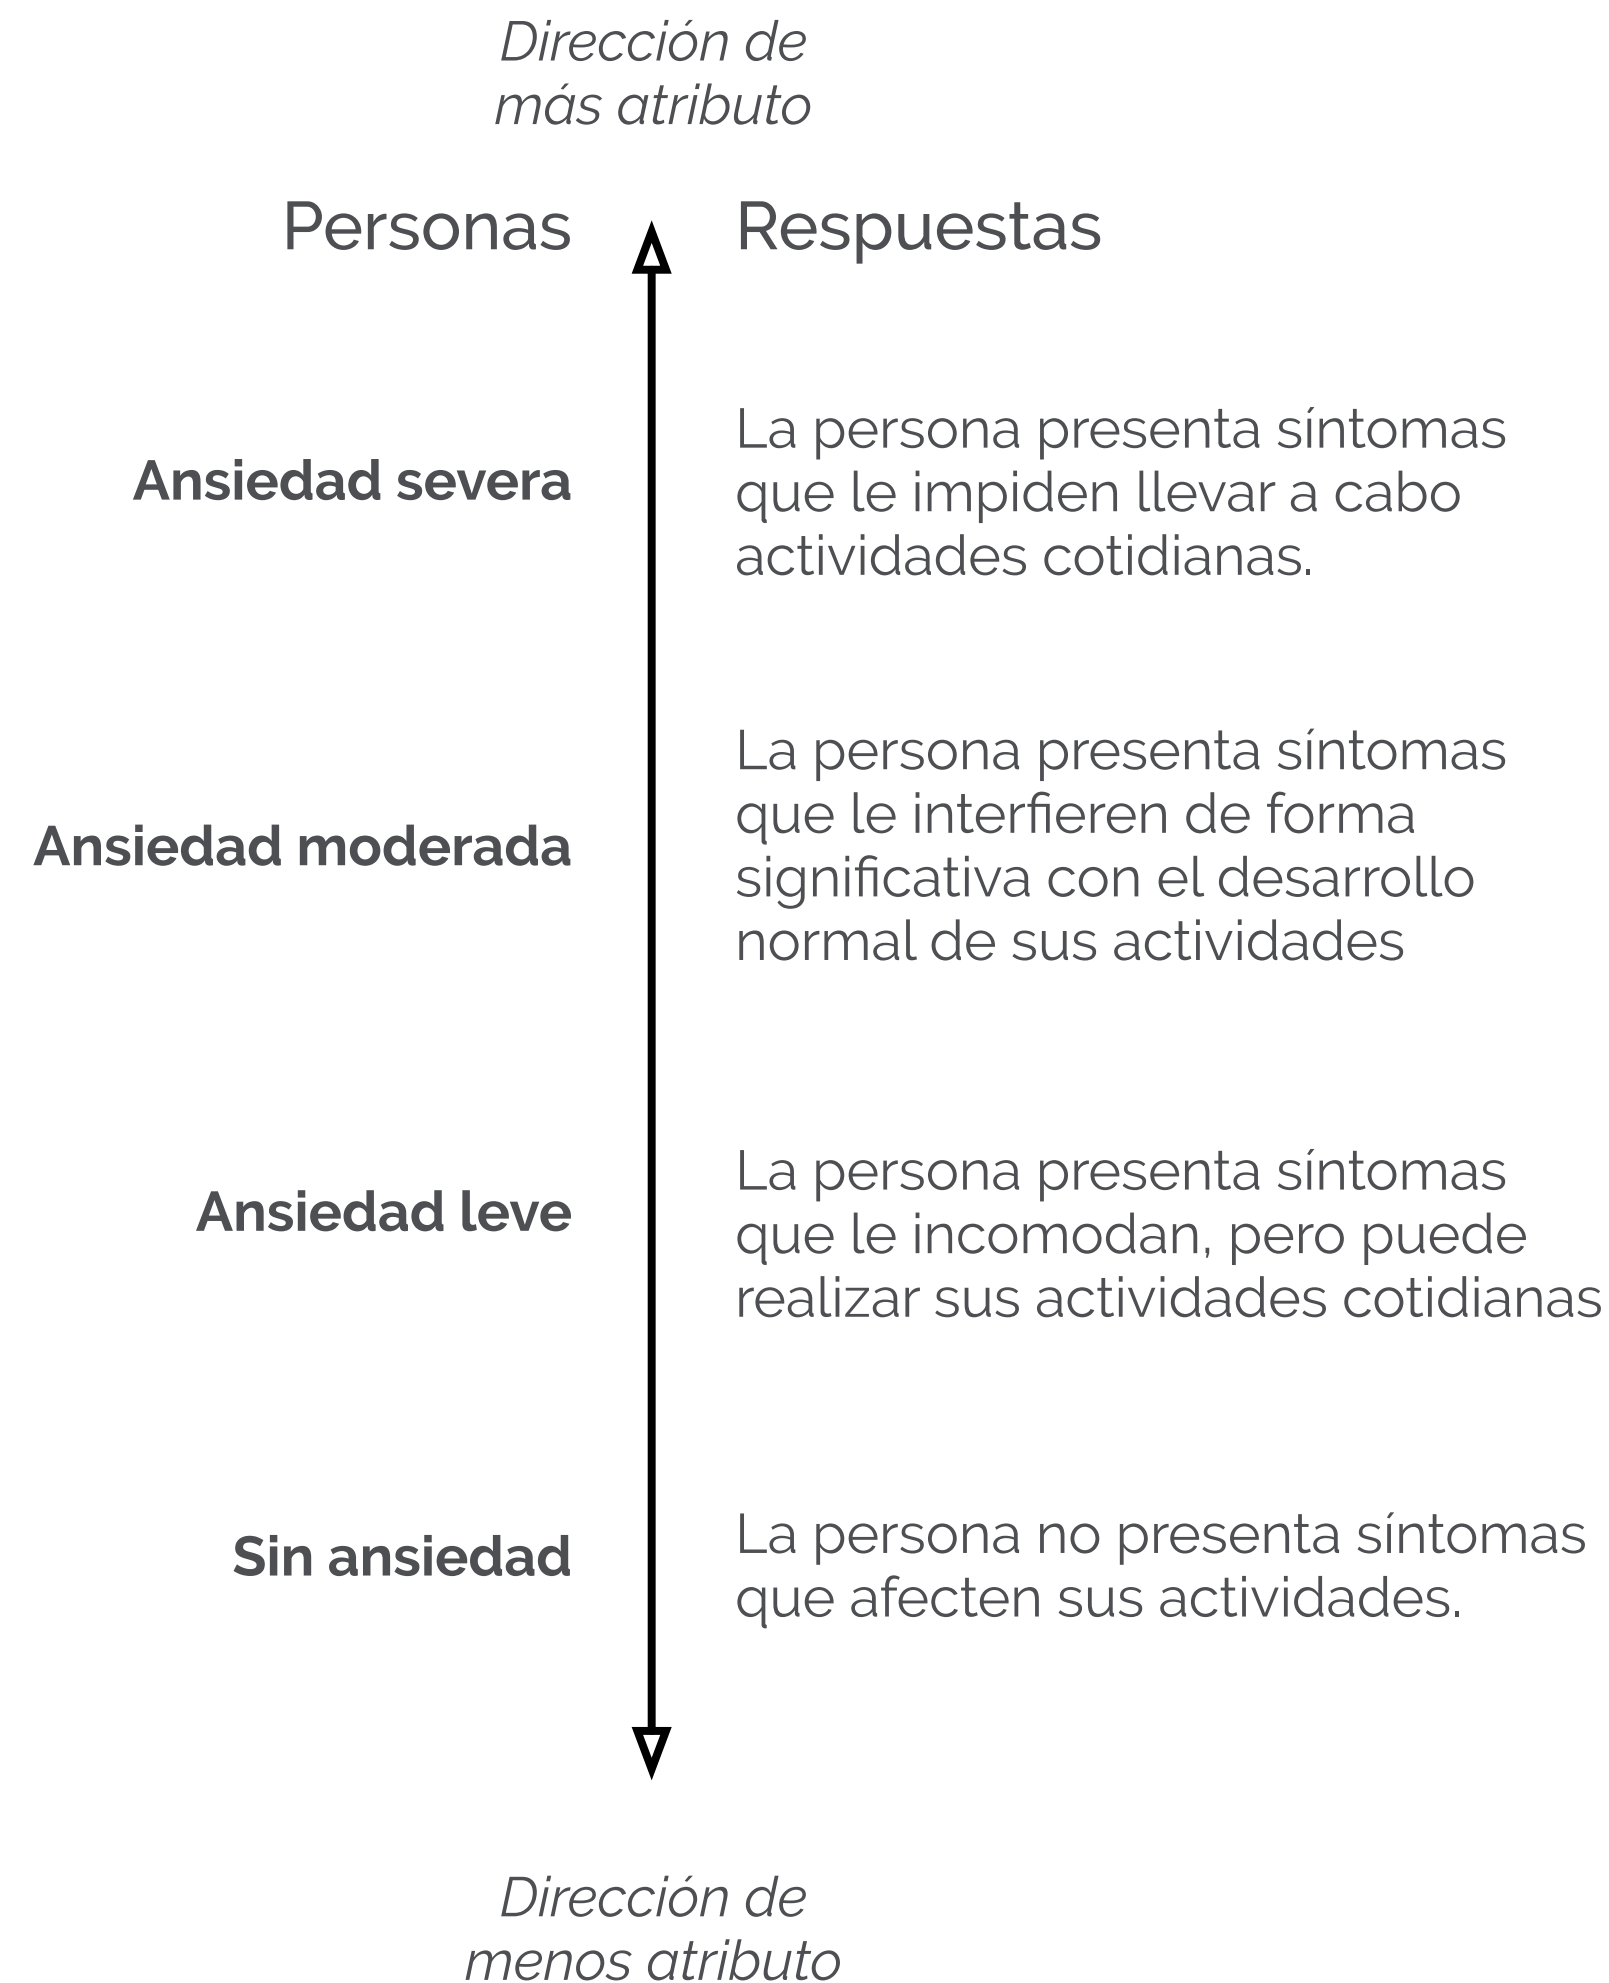 Dirección de
más atributo
Personas
Respuestas
Ansiedad severa
La persona presenta síntomas
que le impiden llevar a cabo
actividades cotidianas.
Ansiedad moderada
La persona presenta síntomas
que le interfieren de forma
significativa con el desarrollo
normal de sus actividades
Ansiedad leve
La persona presenta síntomas
que le incomodan, pero puede
realizar sus actividades cotidianas
Sin ansiedad
La persona no presenta síntomas
que afecten sus actividades.
Dirección de
menos atributo